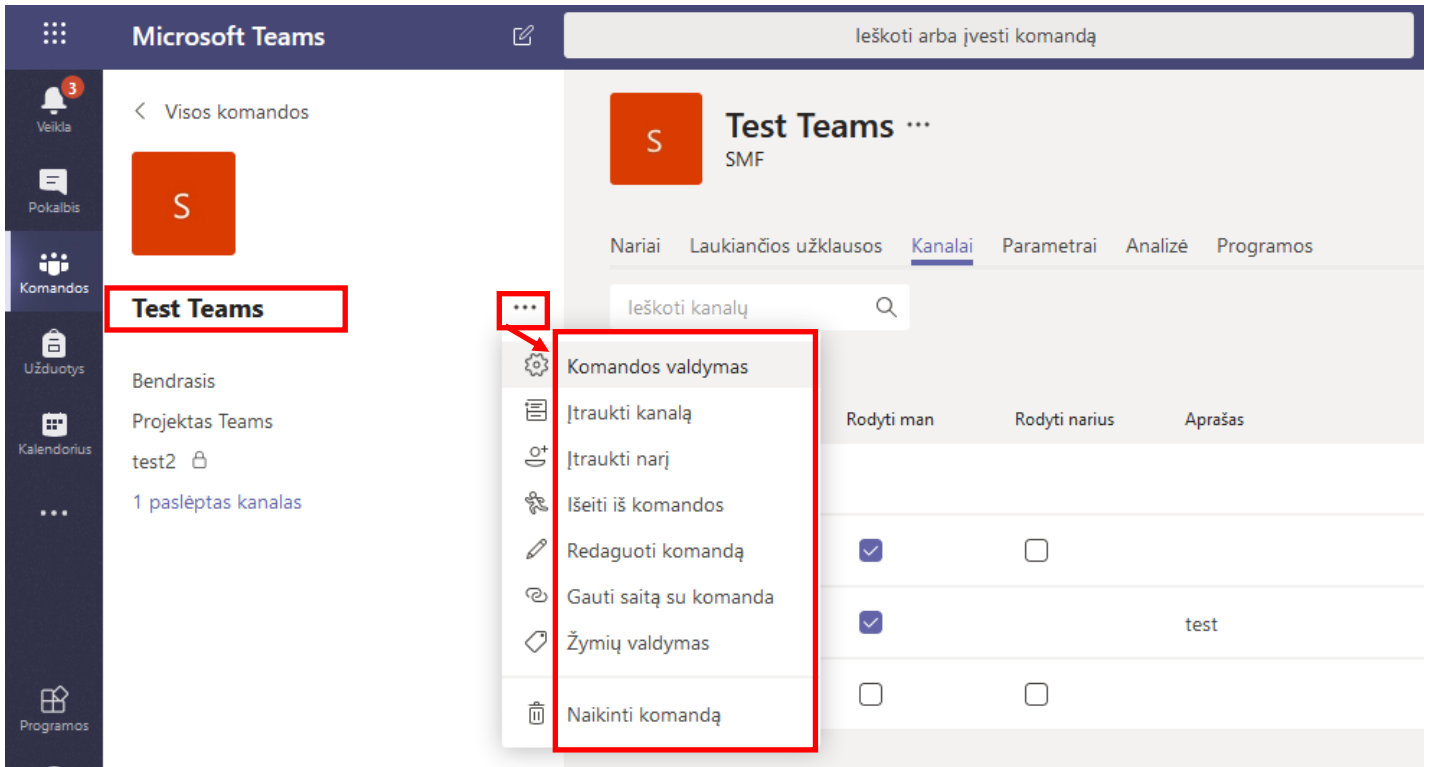 Microsoft Teams
Ieškoti arba įvesti komandą
3
Veikla
Pokalbis
Komandos
Užduotys
Kalendorius
Programos
Visos komandos
S
Test Teams
Bendrasis
Projektas Teams
test2
1 paslėptas kanalas
Komandos valdymas
Įtraukti kanalą
Įtraukti narį
Išeiti iš komandos
Redaguoti komandą
Gauti saitą su komanda
Žymių valdymas
Naikinti komandą
S
Test Teams
SMF
Nariai Laukiančios užklausos Kanalai Parametrai Analizė Programos
Ieškoti kanalų
Rodyti man Rodyti narius Aprašas
test